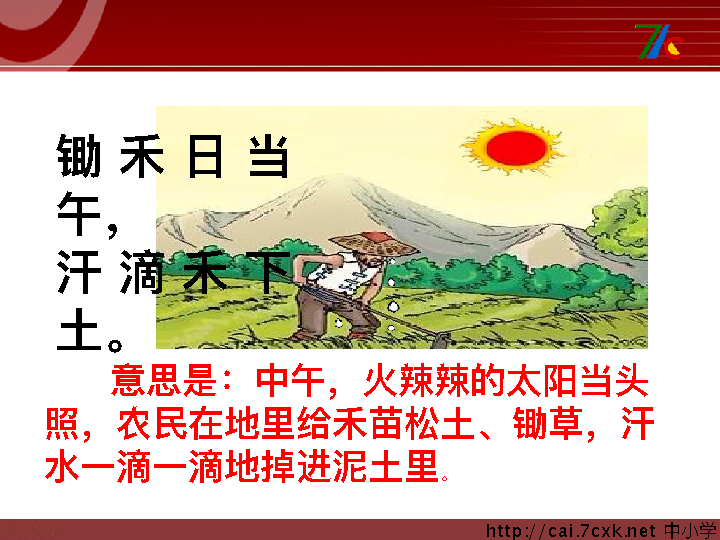 锄 禾 日 当
午，
汗 滴 禾 下
土。
意思是：中午，火辣辣的太阳当头
照，农民在地里给禾苗松土、锄草，汗
水一滴一滴地掉进泥土里。
http://cai.7cxk.net 中小学